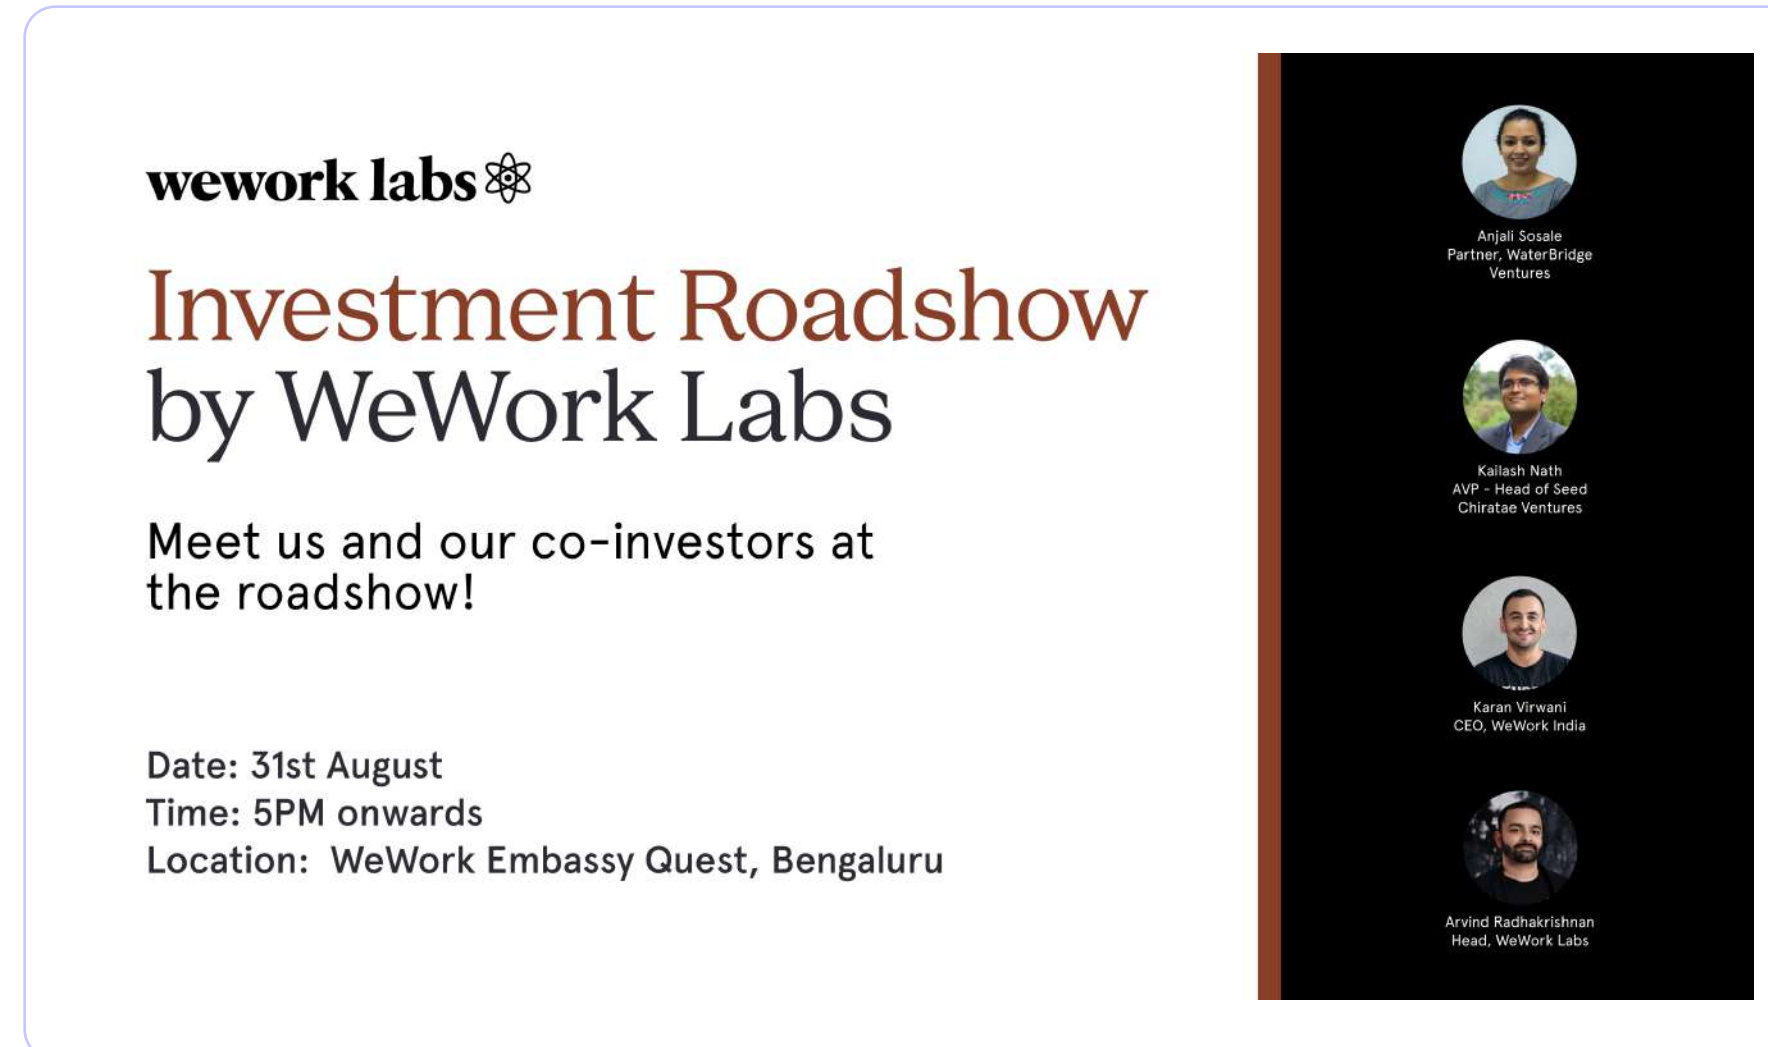 wework labs
Investment Roadshow
by WeWork Labs
Meet us and our co-investors at
the roadshow!
Date: 31st August
Time: 5PM onwards
Location: WeWork Embassy Quest, Bengaluru
Anjali Sosale
Partner, WaterBridge
Ventures
Kailash Nath
AVP - Head of Seed
Chiratae Ventures
Karan Virwani
CEO, WeWork India
Arvind Radhakrishnan
Head, WeWork Labs